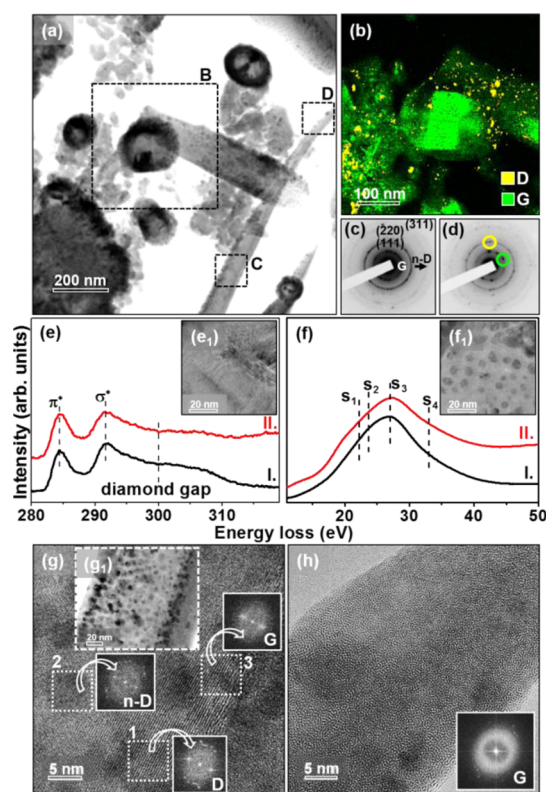 (a)
B
D
C
200 nm
(b)
D
G
100 nm
(c)
(2̄20)
(311)
(111)
G
n-D
(d)
Intensity (arb. units)
(e)
(e1)
20 nm
π*
σ*
II.
I.
diamond gap
280 290 300 310
(f)
(f1)
20 nm
s1
s2
s3
s4
II.
I.
20 30 40 50
Energy loss (eV)
(g)
(g1)
20 nm
G
2
3
n-D
1
D
5 nm
(h)
G
5 nm